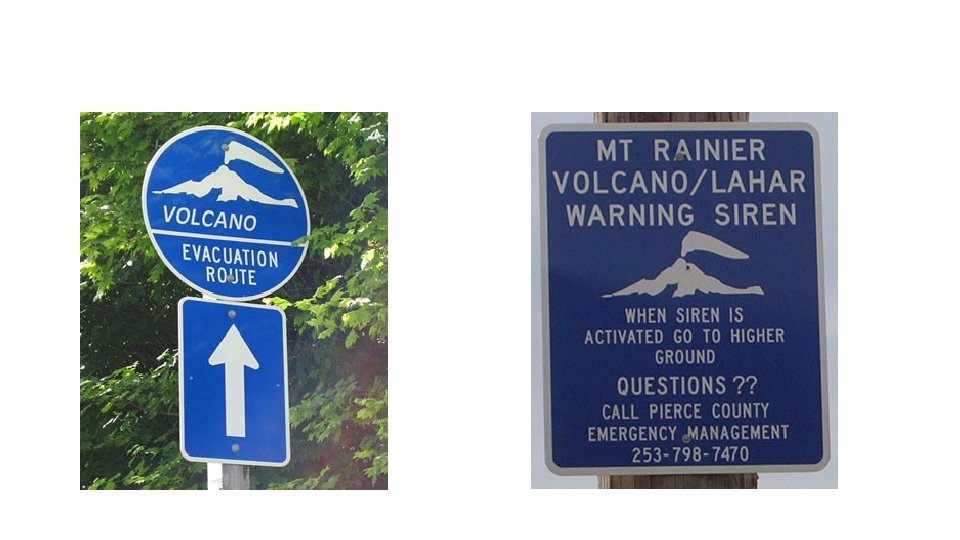 VOLCANO
EVACUATION
ROUTE
MT RAINIER
VOLCANO/LAHAR
WARNING SIREN
WHEN SIREN IS
ACTIVATED GO TO HIGHER
GROUND
QUESTIONS ??
CALL PIERCE COUNTY
EMERGENCY MANAGEMENT
253-798-7470